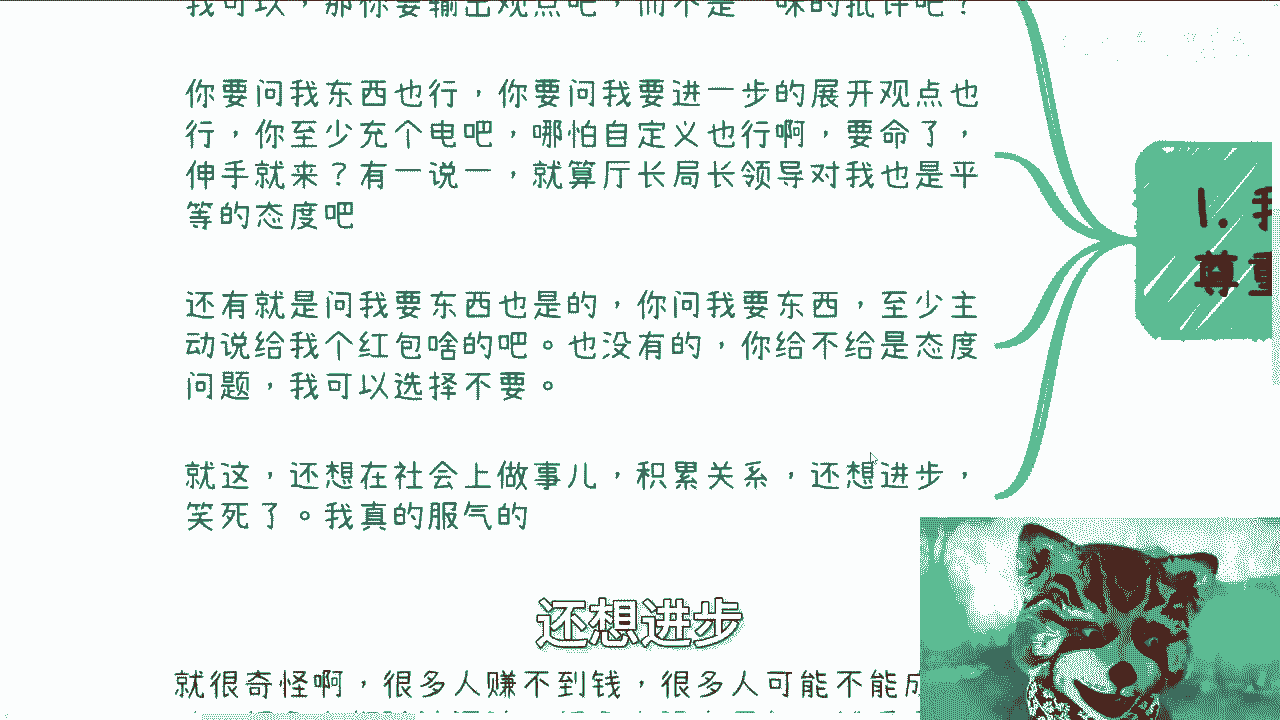 我可以，那你要输出观点吧，而不是一味的批评吧？
你要问我东西也行，你要问我要进一步的展开观点也
行，你至少充个电吧，哪怕自定义也行啊，要命了，
伸手就来？有一说一，就算厅长局长领导对我也是平
等的态度吧
还有就是问我要东西也是的，你问我要东西，至少主
动说给我个红包啥的吧。也没有的，你给不给是态度
问题，我可以选择不要。
就这，还想在社会上做事儿，积累关系，还想进步，
笑死了。我真的服气的
1. 我
尊重
还想进步
就很奇怪啊，很多人赚不到钱，很多人可能不能成